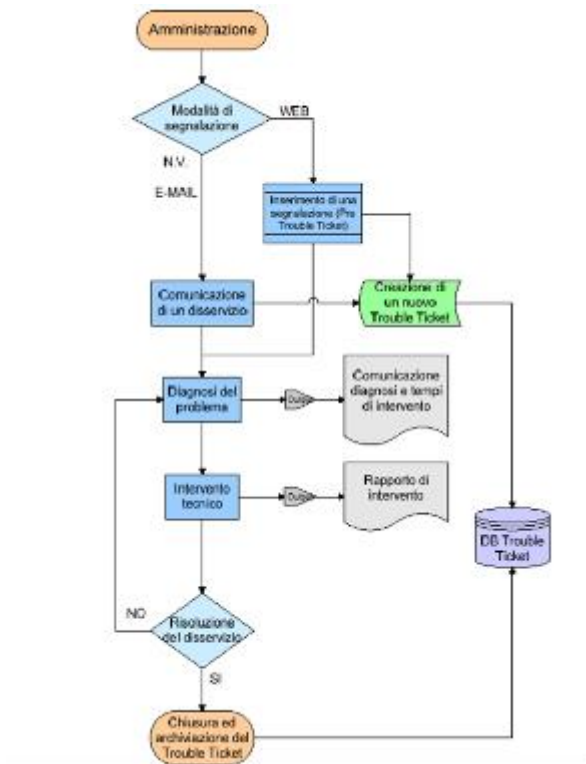 Amministrazione
Modalità di
segnalazione
WEB
N.V.
E-MAIL
Inserimento di una
segnalazione (Pre
Trouble Ticket)
Comunicazione
di un disservizio
Creazione di
un nuovo
Trouble Ticket
Diagnosi del
problema
Output
Comunicazione
diagnosi e tempi
di intervento
Intervento
tecnico
Output
Rapporto di
intervento
DB Trouble
Ticket
NO
Risoluzione
del disservizio
SI
Chiusura ed
archiviazione del
Trouble Ticket